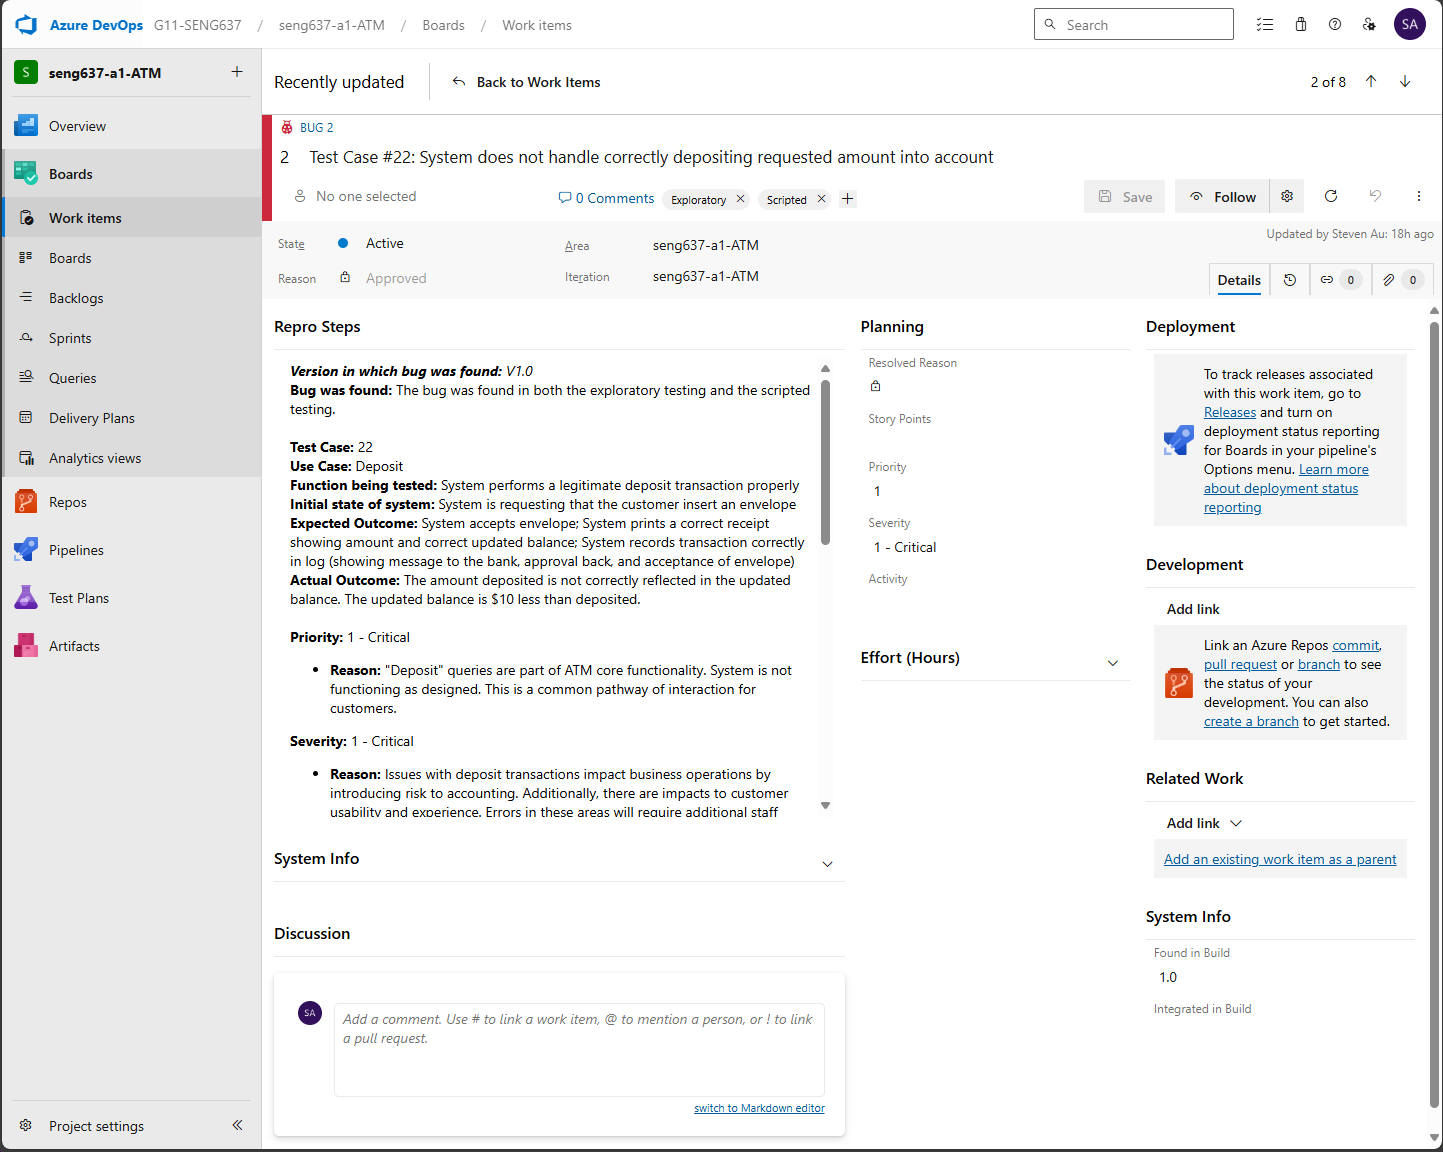 Azure DevOps G11-SENG637 / seng637-a1-ATM / Boards / Work items
Search
SA
S seng637-a1-ATM
Overview
Boards
Work items
Boards
Backlogs
Sprints
Queries
Delivery Plans
Analytics views
Repos
Pipelines
Test Plans
Artifacts
Project settings
Recently updated
Back to Work Items
2 of 8
BUG 2
2 Test Case #22: System does not handle correctly depositing requested amount into account
No one selected
0 Comments
Exploratory
Scripted
Save
Follow
State Active
Reason Approved
Area seng637-a1-ATM
Iteration seng637-a1-ATM
Updated by Steven Au: 18h ago
Details
0
0
Repro Steps
Version in which bug was found: V1.0
Bug was found: The bug was found in both the exploratory testing and the scripted
testing.
Test Case: 22
Use Case: Deposit
Function being tested: System performs a legitimate deposit transaction properly
Initial state of system: System is requesting that the customer insert an envelope
Expected Outcome: System accepts envelope; System prints a correct receipt
showing amount and correct updated balance; System records transaction correctly
in log (showing message to the bank, approval back, and acceptance of envelope)
Actual Outcome: The amount deposited is not correctly reflected in the updated
balance. The updated balance is $10 less than deposited.
Priority: 1 - Critical
• Reason: "Deposit" queries are part of ATM core functionality. System is not
functioning as designed. This is a common pathway of interaction for
customers.
Severity: 1 - Critical
• Reason: Issues with deposit transactions impact business operations by
introducing risk to accounting. Additionally, there are impacts to customer
usability and experience. Errors in these areas will require additional staff
System Info
Discussion
SA
Add a comment. Use # to link a work item, @ to mention a person, or ! to link
a pull request.
switch to Markdown editor
Planning
Resolved Reason
Story Points
Priority
1
Severity
1 - Critical
Activity
Effort (Hours)
Deployment
To track releases associated
with this work item, go to
Releases and turn on
deployment status reporting
for Boards in your pipeline's
Options menu. Learn more
about deployment status
reporting
Development
Add link
Link an Azure Repos commit,
pull request or branch to see
the status of your
development. You can also
create a branch to get started.
Related Work
Add link
Add an existing work item as a parent
System Info
Found in Build
1.0
Integrated in Build